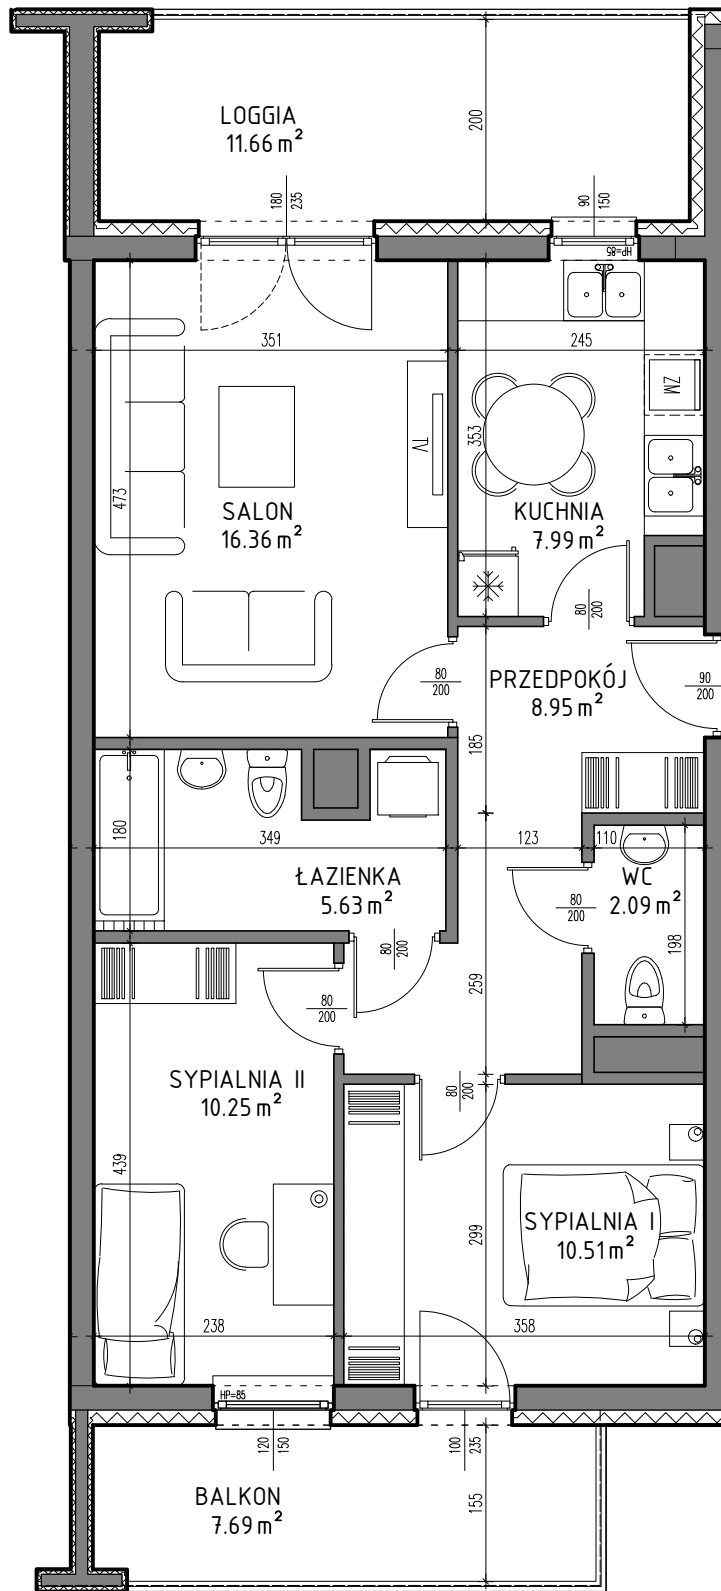 LOGGIA
11.66 m²
200
180
235
90
150
HP=85
351
245
ZM
TV
353
473
SALON
16.36 m²
KUCHNIA
7.99 m²
80
200
80
200
PRZEDPOKÓJ
8.95 m²
90
200
185
180
349
123
110
ŁAZIENKA
5.63 m²
WC
2.09 m²
80
200
198
80
200
259
80
200
SYPIALNIA II
10.25 m²
80
200
439
299
SYPIALNIA I
10.51 m²
238
358
HP=85
120
150
100
235
BALKON
7.69 m²
155